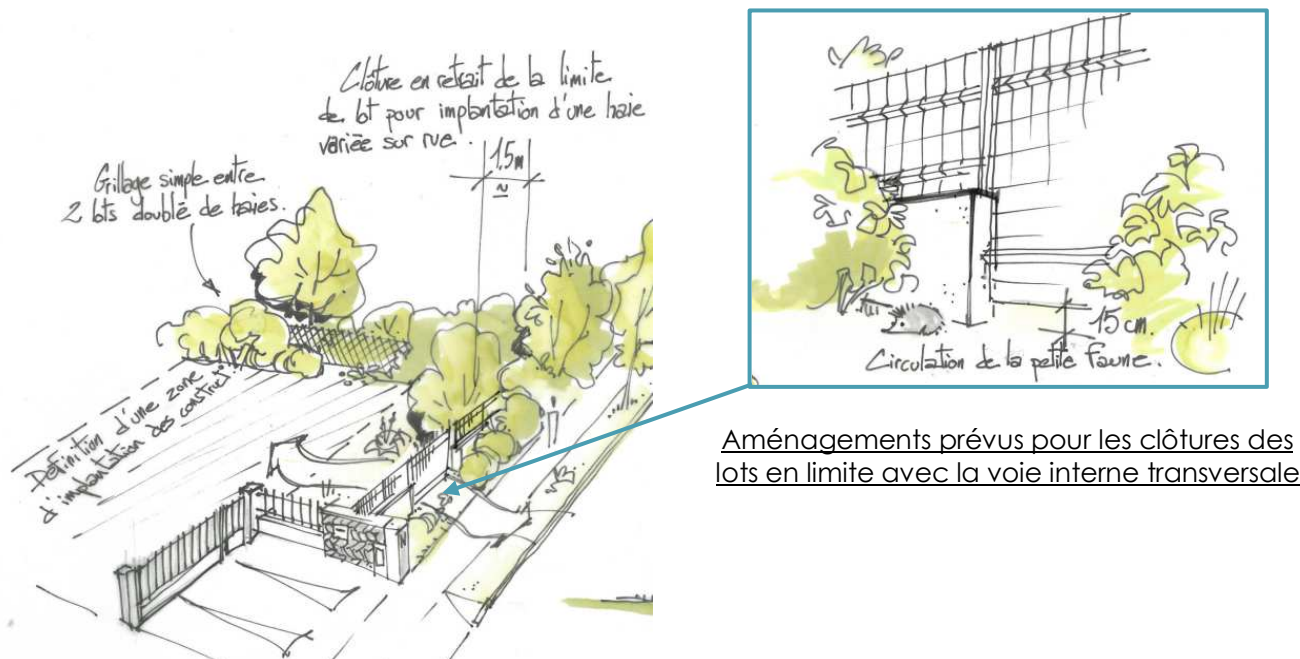 Clôture en retrait de la limite
de lot pour implantation d'une haie
variée sur rue.
1,5m
~
Grillage simple entre
2 lots doublé de haies.
Définition d'une zone
d'implantation des construct°
15 cm.
Circulation de la petite faune.
Aménagements prévus pour les clôtures des
lots en limite avec la voie interne transversale